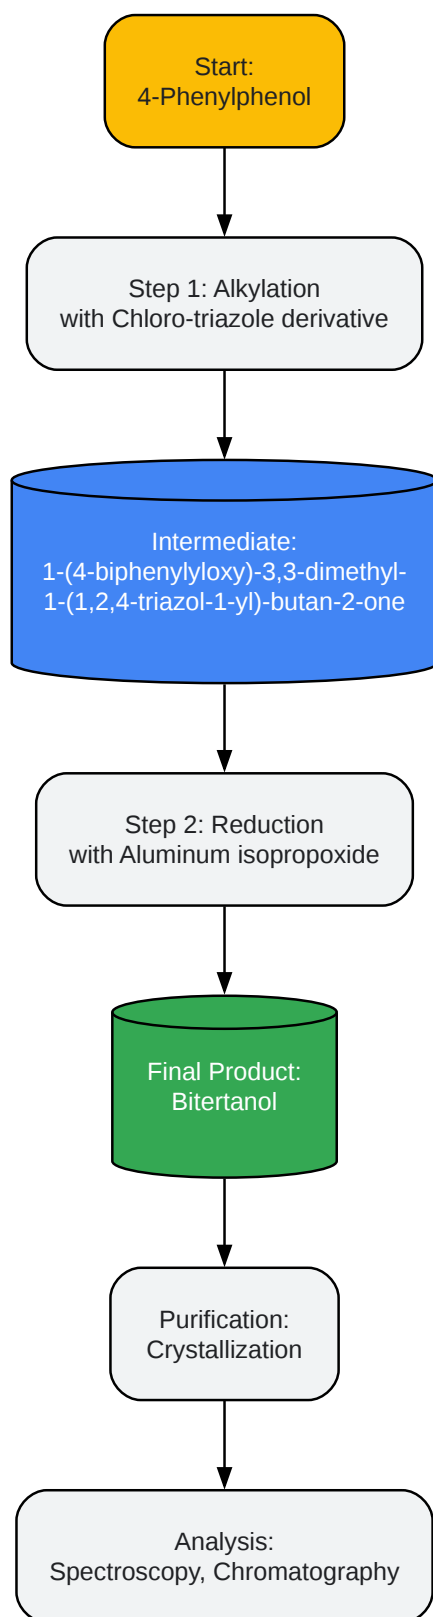 Start:
4-Phenylphenol
Step 1: Alkylation
with Chloro-triazole derivative
Intermediate:
1-(4-biphenylyloxy)-3,3-dimethyl-
1-(1,2,4-triazol-1-yl)-butan-2-one
Step 2: Reduction
with Aluminum isopropoxide
Final Product:
Bitertanol
Purification:
Crystallization
Analysis:
Spectroscopy, Chromatography